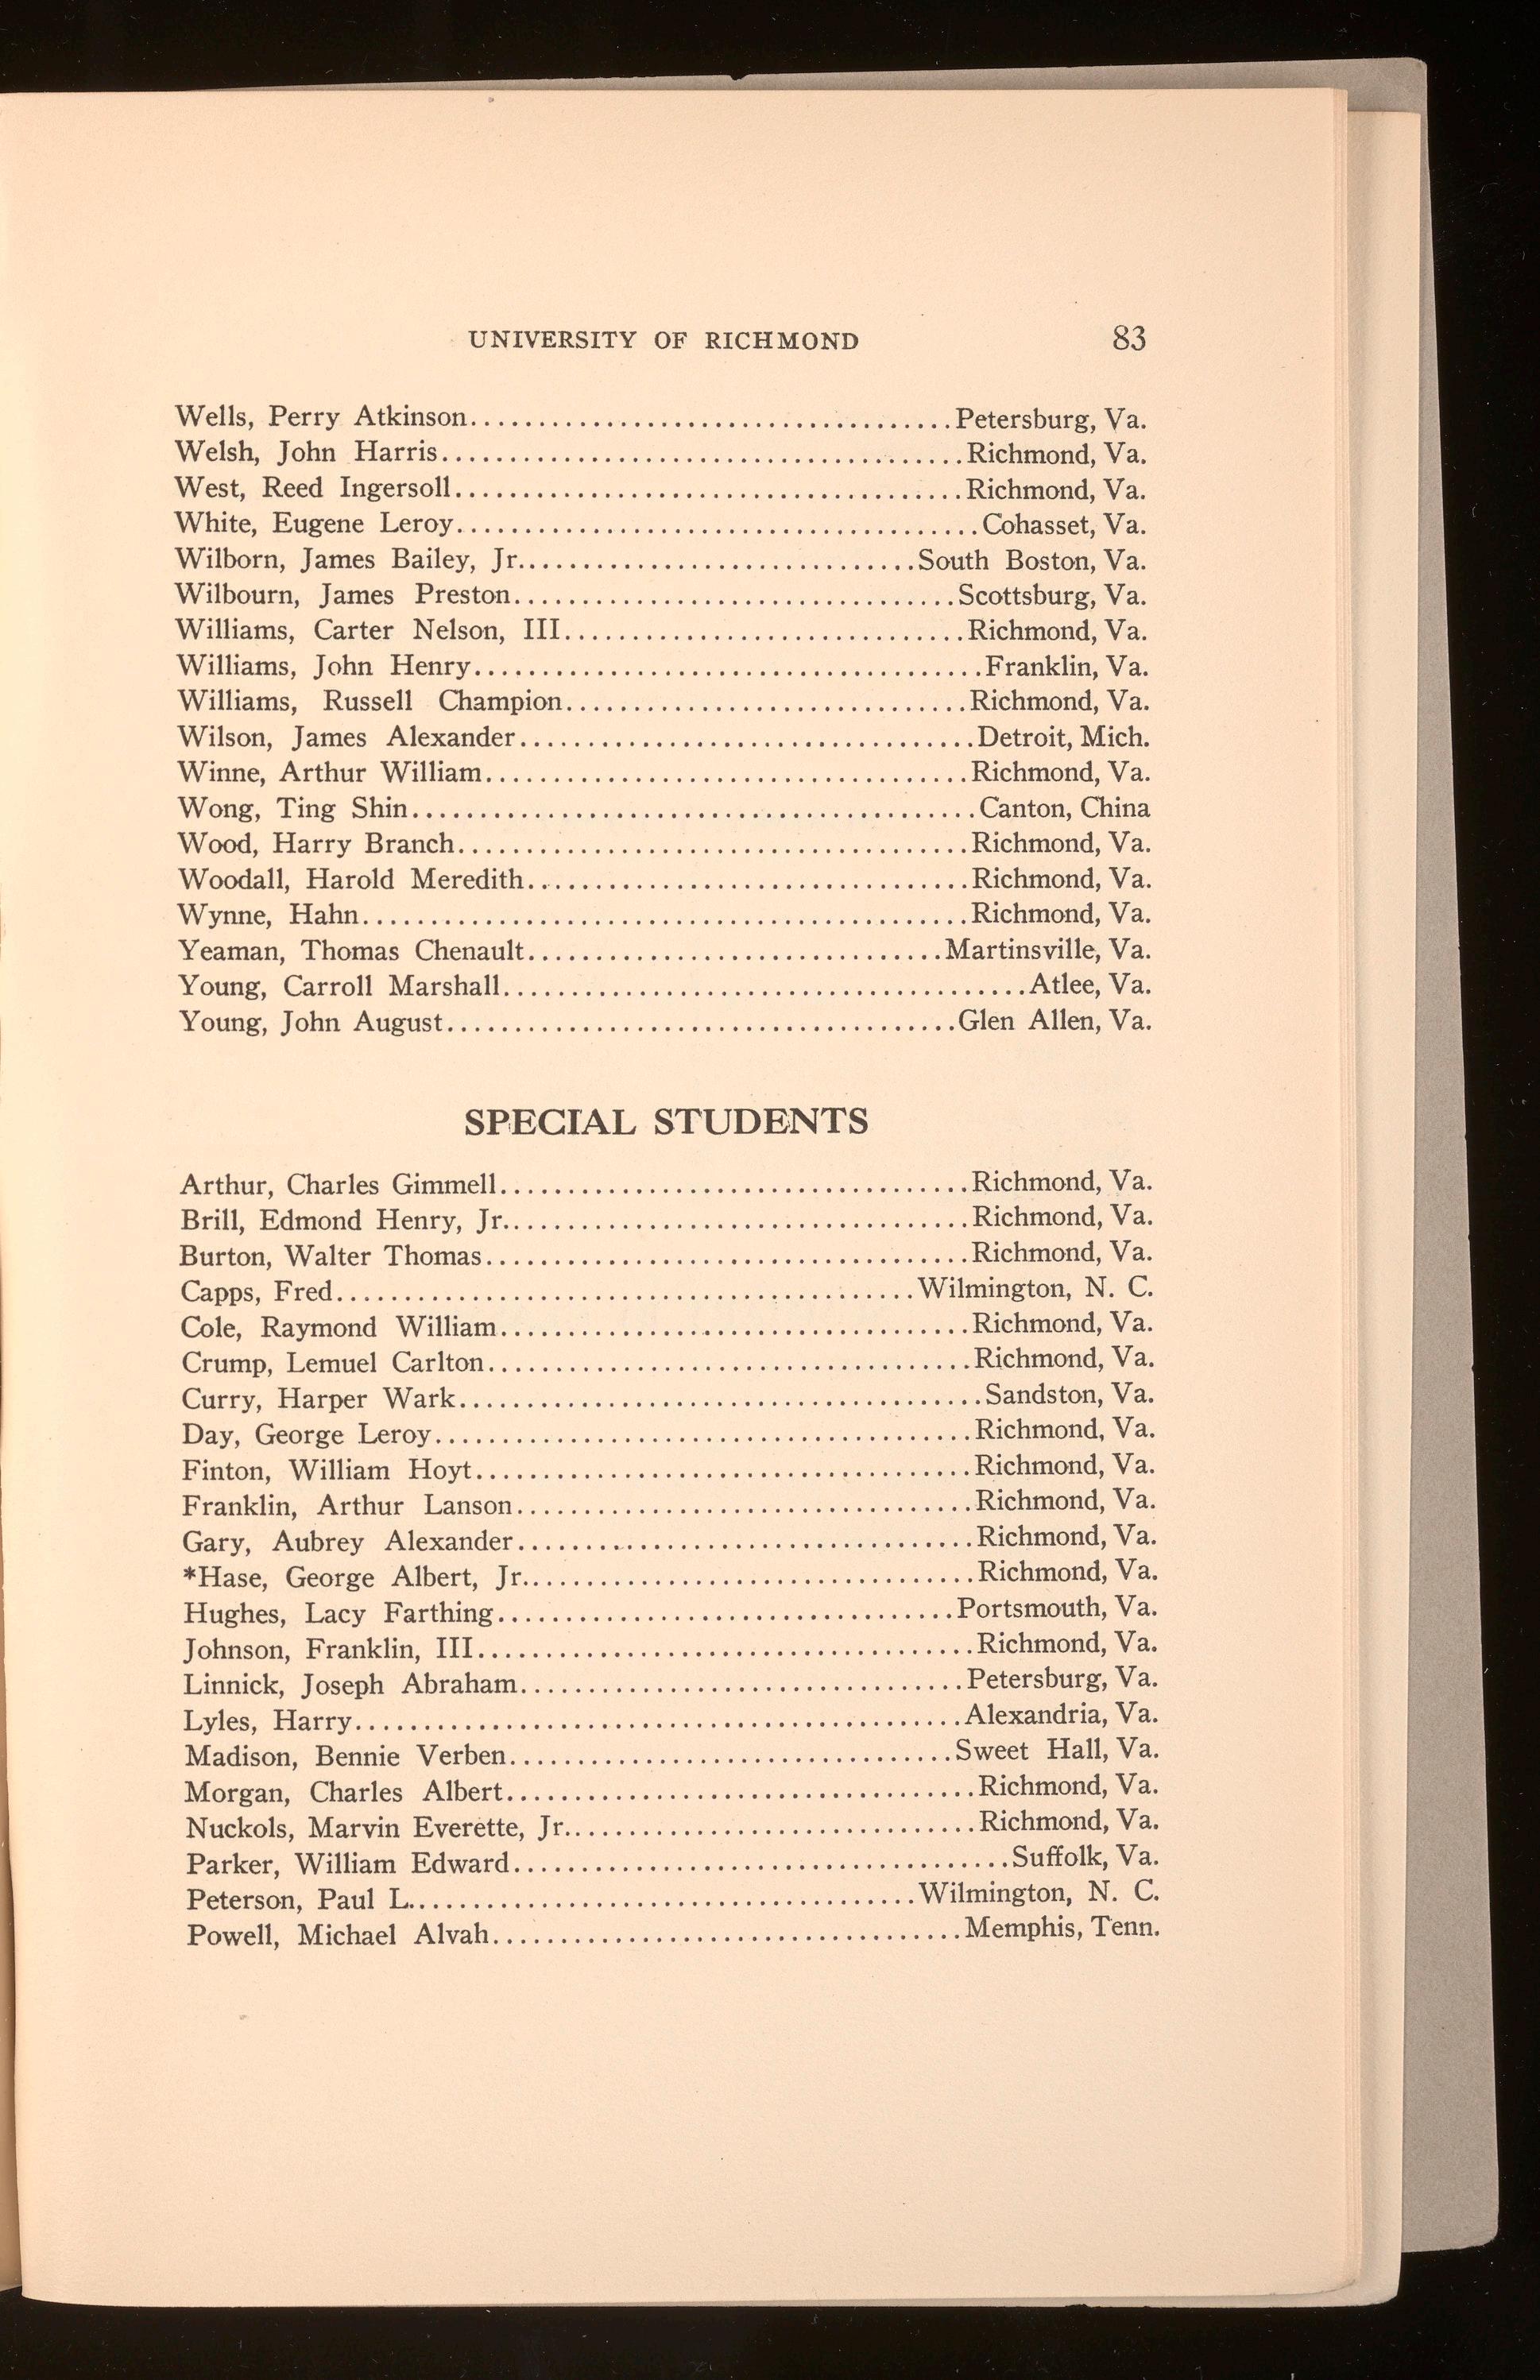 UNIVERSITY OF RICHMOND 83
Wells, Perry Atkinson....................................Petersburg, Va.
Welsh, John Harris.......................................Richmond, Va.
West, Reed Ingersoll......................................Richmond, Va.
White, Eugene Leroy.......................................Cohasset, Va.
Wilborn, James Bailey, Jr..............................South Boston, Va.
Wilbourn, James Preston.................................Scottsburg, Va.
Williams, Carter Nelson, III..............................Richmond, Va.
Williams, John Henry......................................Franklin, Va.
Williams, Russell Champion..............................Richmond, Va.
Wilson, James Alexander..................................Detroit, Mich.
Winne, Arthur William....................................Richmond, Va.
Wong, Ting Shin..........................................Canton, China
Wood, Harry Branch......................................Richmond, Va.
Woodall, Harold Meredith.................................Richmond, Va.
Wynne, Hahn.............................................Richmond, Va.
Yeaman, Thomas Chenault...............................Martinsville, Va.
Young, Carroll Marshall.......................................Atlee, Va.
Young, John August......................................Glen Allen, Va.
SPECIAL STUDENTS
Arthur, Charles Gimmell...................................Richmond, Va.
Brill, Edmond Henry, Jr..................................Richmond, Va.
Burton, Walter Thomas....................................Richmond, Va.
Capps, Fred...........................................Wilmington, N. C.
Cole, Raymond William...................................Richmond, Va.
Crump, Lemuel Carlton....................................Richmond, Va.
Curry, Harper Wark.......................................Sandston, Va.
Day, George Leroy........................................Richmond, Va.
Finton, William Hoyt.....................................Richmond, Va.
Franklin, Arthur Lanson..................................Richmond, Va.
Gary, Aubrey Alexander..................................Richmond, Va.
*Hase, George Albert, Jr.................................Richmond, Va.
Hughes, Lacy Farthing..................................Portsmouth, Va.
Johnson, Franklin, III.....................................Richmond, Va.
Linnick, Joseph Abraham.................................Petersburg, Va.
Lyles, Harry.............................................Alexandria, Va.
Madison, Bennie Verben.................................Sweet Hall, Va.
Morgan, Charles Albert...................................Richmond, Va.
Nuckols, Marvin Everette, Jr..............................Richmond, Va.
Parker, William Edward.....................................Suffolk, Va.
Peterson, Paul L......................................Wilmington, N. C.
Powell, Michael Alvah...................................Memphis, Tenn.